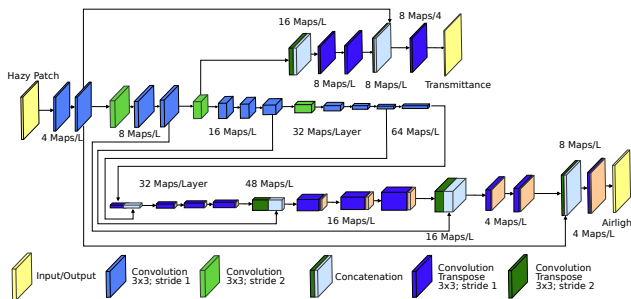 16 Maps/L
8 Maps/4
Hazy Patch
8 Maps/L
8 Maps/L
Transmittance
4 Maps/L
8 Maps/L
16 Maps/L
32 Maps/Layer
64 Maps/L
8 Maps/L
32 Maps/Layer
48 Maps/L
16 Maps/L
16 Maps/L
4 Maps/L
4 Maps/L
Airligh
Input/Output
Convolution
3x3; stride 1
Convolution
3x3; stride 2
Concatenation
Convolution
Transpose
3x3; stride 1
Convolution
Transpose
3x3; stride 2